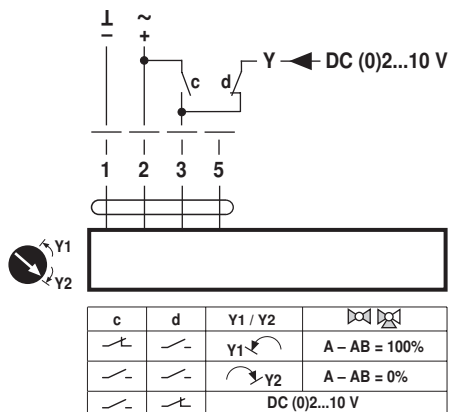 ⊥ ~
− +
c d Y DC (0)2...10 V
1 2 3 5
Y1
Y2
c d Y1 / Y2
Y1 A – AB = 100%
Y2 A – AB = 0%
DC (0)2...10 V